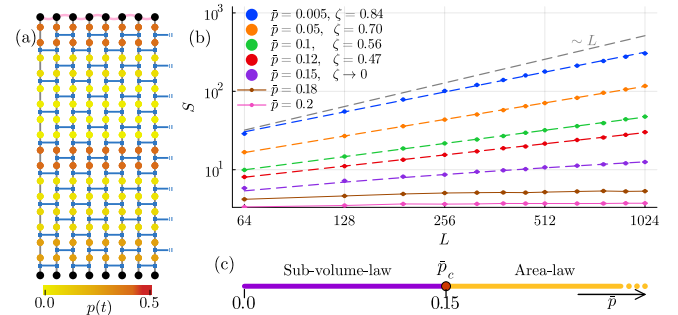 (a)
0.0 0.5
p(t)
(b)
10³
10²
10¹
S
p̄ = 0.005, ζ = 0.84
p̄ = 0.05, ζ = 0.70
p̄ = 0.1, ζ = 0.56
p̄ = 0.12, ζ = 0.47
p̄ = 0.15, ζ → 0
p̄ = 0.18
p̄ = 0.2
~ L
64 128 256 512 1024
L
(c)
Sub-volume-law p̄_c Area-law
0.0 0.15 p̄